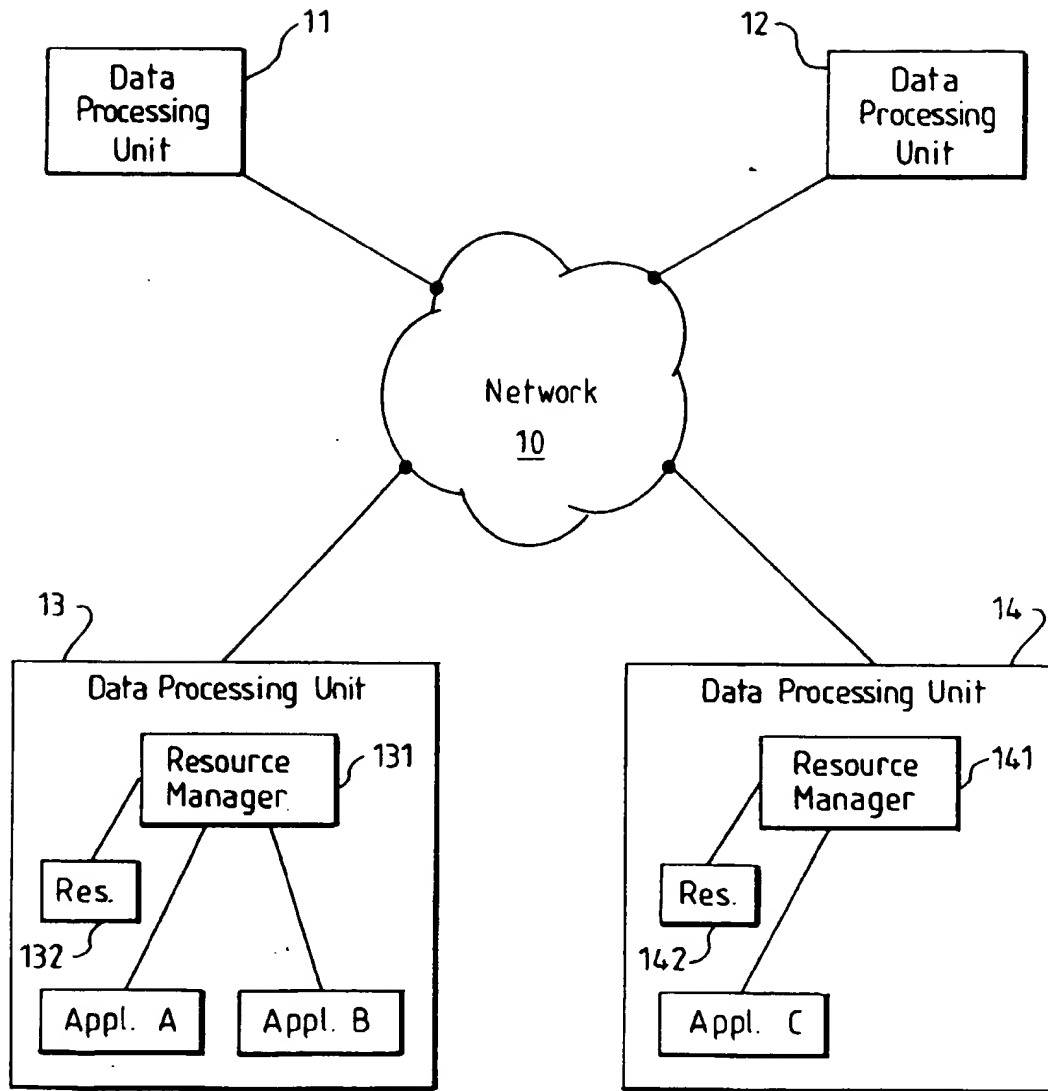 11
12
Data
Processing
Unit
Data
Processing
Unit
Network
10
13
14
Data Processing Unit
Resource
Manager
131
Res.
132
Appl. A
Appl. B
Data Processing Unit
Resource
Manager
141
Res.
142
Appl. C